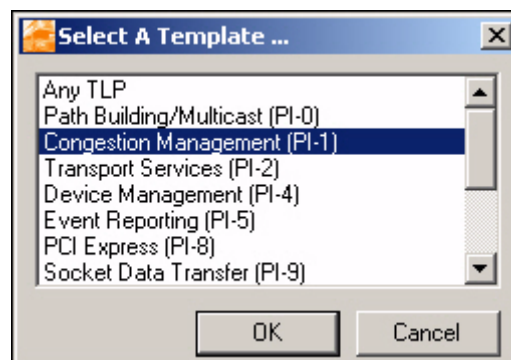 Select A Template ...
Any TLP
Path Building/Multicast (PI-0)
Congestion Management (PI-1)
Transport Services (PI-2)
Device Management (PI-4)
Event Reporting (PI-5)
PCI Express (PI-8)
Socket Data Transfer (PI-9)
OK Cancel